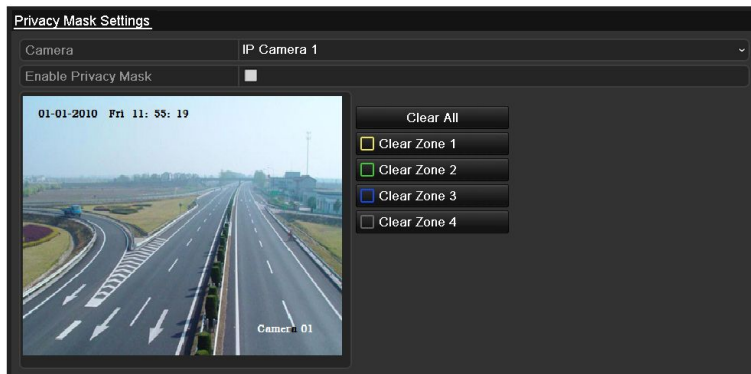 Privacy Mask Settings
Camera IP Camera 1
Enable Privacy Mask
01-01-2010 Fri 11: 55: 19
Clear All
Clear Zone 1
Clear Zone 2
Clear Zone 3
Clear Zone 4
Camera 01